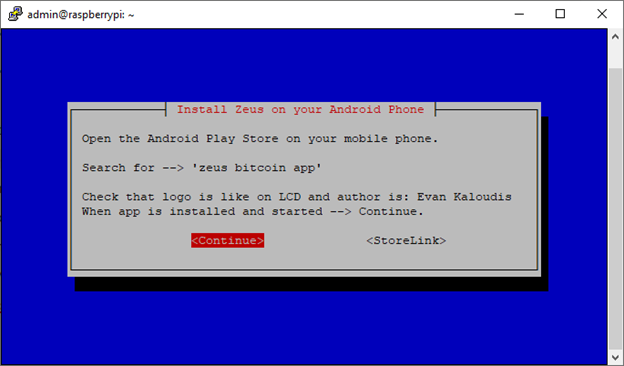 admin@raspberrypi: ~
Install Zeus on your Android Phone
Open the Android Play Store on your mobile phone.
Search for --> 'zeus bitcoin app'
Check that logo is like on LCD and author is: Evan Kaloudis
When app is installed and started --> Continue.
<Continue> <StoreLink>